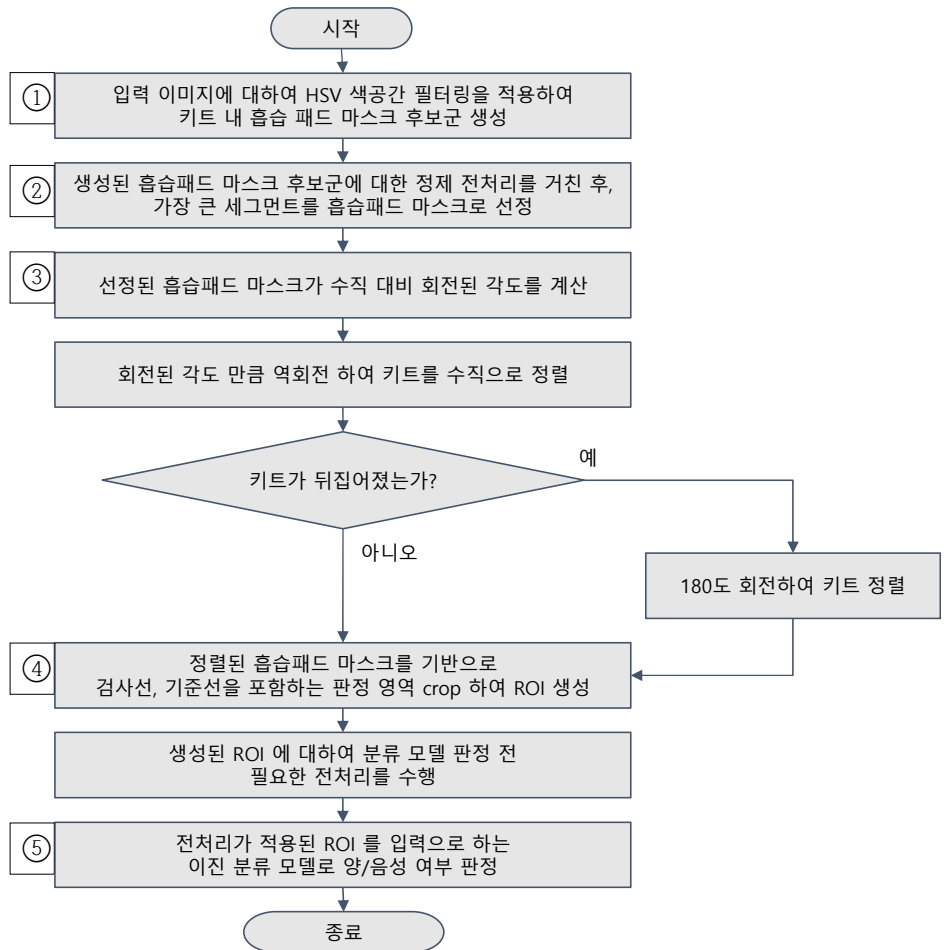 시작
①
입력 이미지에 대하여 HSV 색공간 필터링을 적용하여
키트 내 흡습 패드 마스크 후보군 생성
②
생성된 흡습패드 마스크 후보군에 대한 정제 전처리를 거친 후,
가장 큰 세그먼트를 흡습패드 마스크로 선정
③
선정된 흡습패드 마스크가 수직 대비 회전된 각도를 계산
회전된 각도 만큼 역회전 하여 키트를 수직으로 정렬
키트가 뒤집어졌는가?
예
아니오
180도 회전하여 키트 정렬
④
정렬된 흡습패드 마스크를 기반으로
검사선, 기준선을 포함하는 판정 영역 crop 하여 ROI 생성
생성된 ROI 에 대하여 분류 모델 판정 전
필요한 전처리를 수행
⑤
전처리가 적용된 ROI 를 입력으로 하는
이진 분류 모델로 양/음성 여부 판정
종료